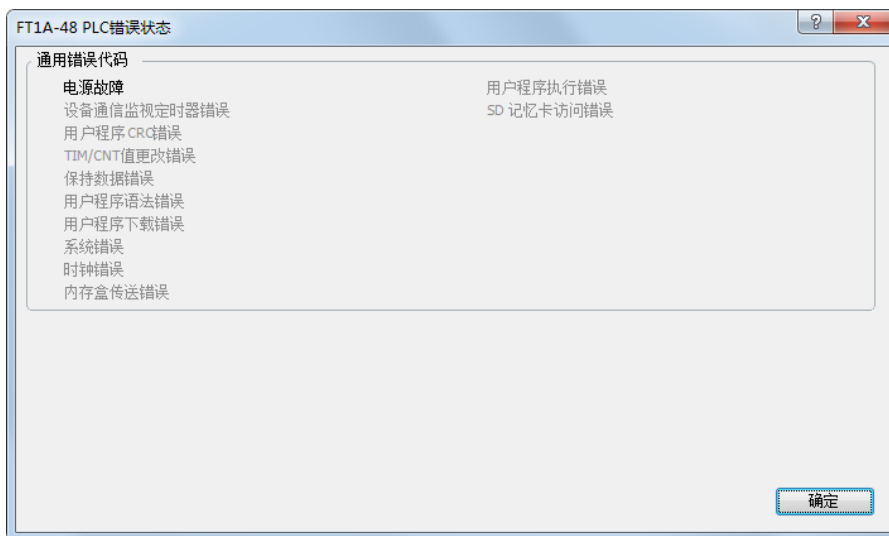 FT1A-48 PLC错误状态
通用错误代码
电源故障
设备通信监视定时器错误
用户程序 CRC错误
TIM/CNT值更改错误
保持数据错误
用户程序语法错误
用户程序下载错误
系统错误
时钟错误
内存盒传送错误
用户程序执行错误
SD 记忆卡访问错误
确定